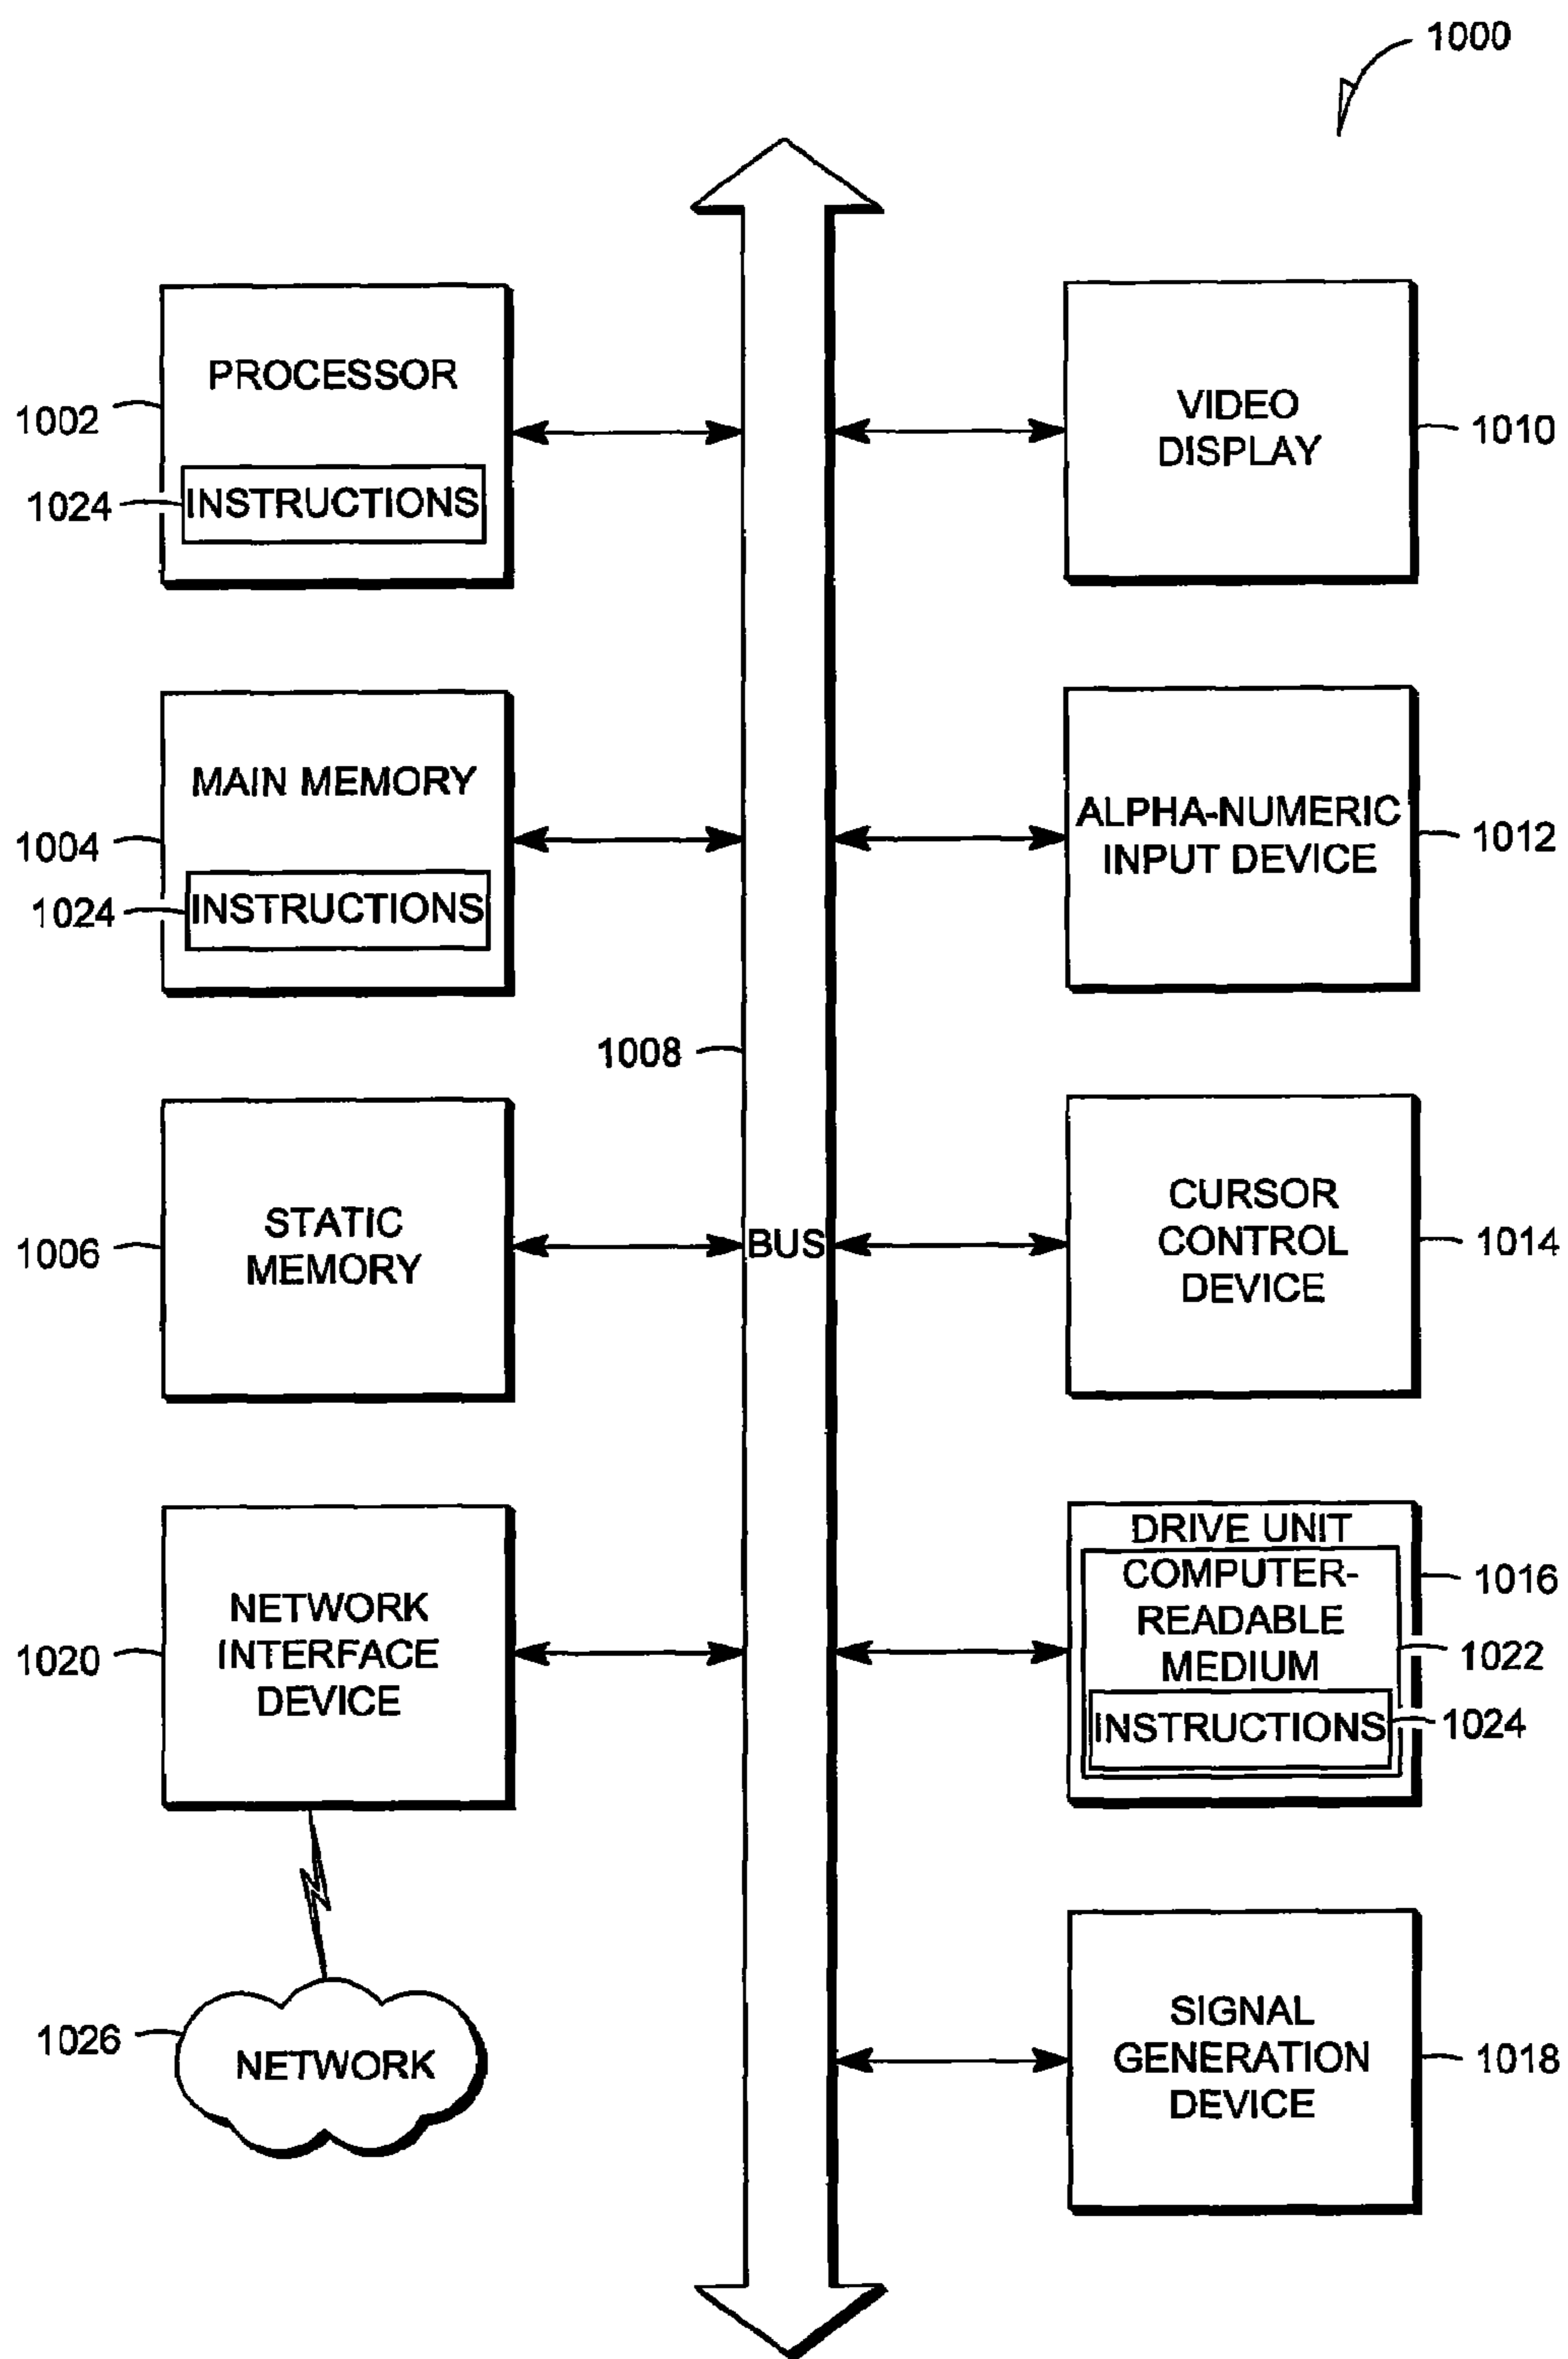 1000
PROCESSOR
1002
1024
INSTRUCTIONS
VIDEO
DISPLAY
1010
MAIN MEMORY
1004
1024
INSTRUCTIONS
ALPHA-NUMERIC
INPUT DEVICE
1012
1008
STATIC
MEMORY
1006
BUS
CURSOR
CONTROL
DEVICE
1014
NETWORK
INTERFACE
DEVICE
1020
DRIVE UNIT
COMPUTER-
READABLE
MEDIUM
INSTRUCTIONS
1016
1022
1024
1026
NETWORK
SIGNAL
GENERATION
DEVICE
1018